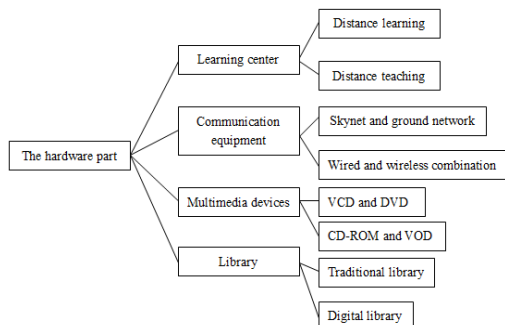 The hardware part
Learning center
Distance learning
Distance teaching
Communication
equipment
Skynet and ground network
Wired and wireless combination
Multimedia devices
VCD and DVD
CD-ROM and VOD
Library
Traditional library
Digital library